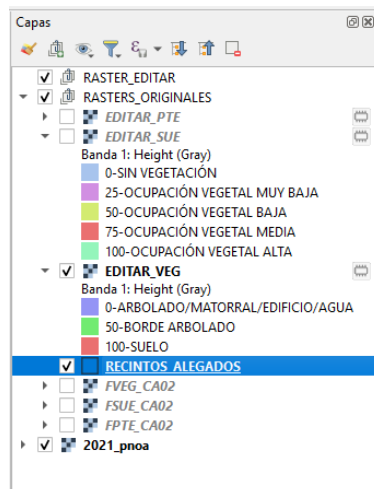 Capas
RASTER_EDITAR
RASTERS_ORIGINALES
EDITAR_PTE
EDITAR_SUE
Banda 1: Height (Gray)
0-SIN VEGETACIÓN
25-OCUPACIÓN VEGETAL MUY BAJA
50-OCUPACIÓN VEGETAL BAJA
75-OCUPACIÓN VEGETAL MEDIA
100-OCUPACIÓN VEGETAL ALTA
EDITAR_VEG
Banda 1: Height (Gray)
0-ARBOLADO/MATORRAL/EDIFICIO/AGUA
50-BORDE ARBOLADO
100-SUELO
RECINTOS_ALEGADOS
FVEG_CA02
FSUE_CA02
FPTE_CA02
2021_pnoa